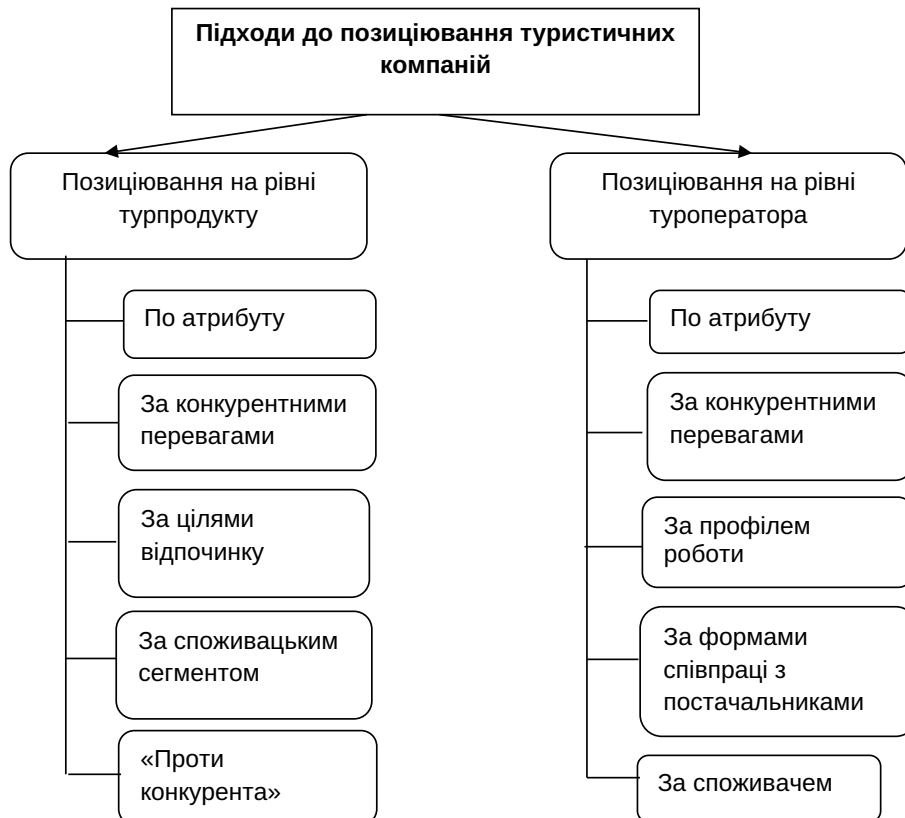 Підходи до позиціювання туристичних
компаній
Позиціювання на рівні
турпродукту
По атрибуту
За конкурентними
перевагами
За цілями
відпочинку
За споживацьким
сегментом
«Проти
конкурента»
Позиціювання на рівні
туроператора
По атрибуту
За конкурентними
перевагами
За профілем
роботи
За формами
співпраці з
постачальниками
За споживачем